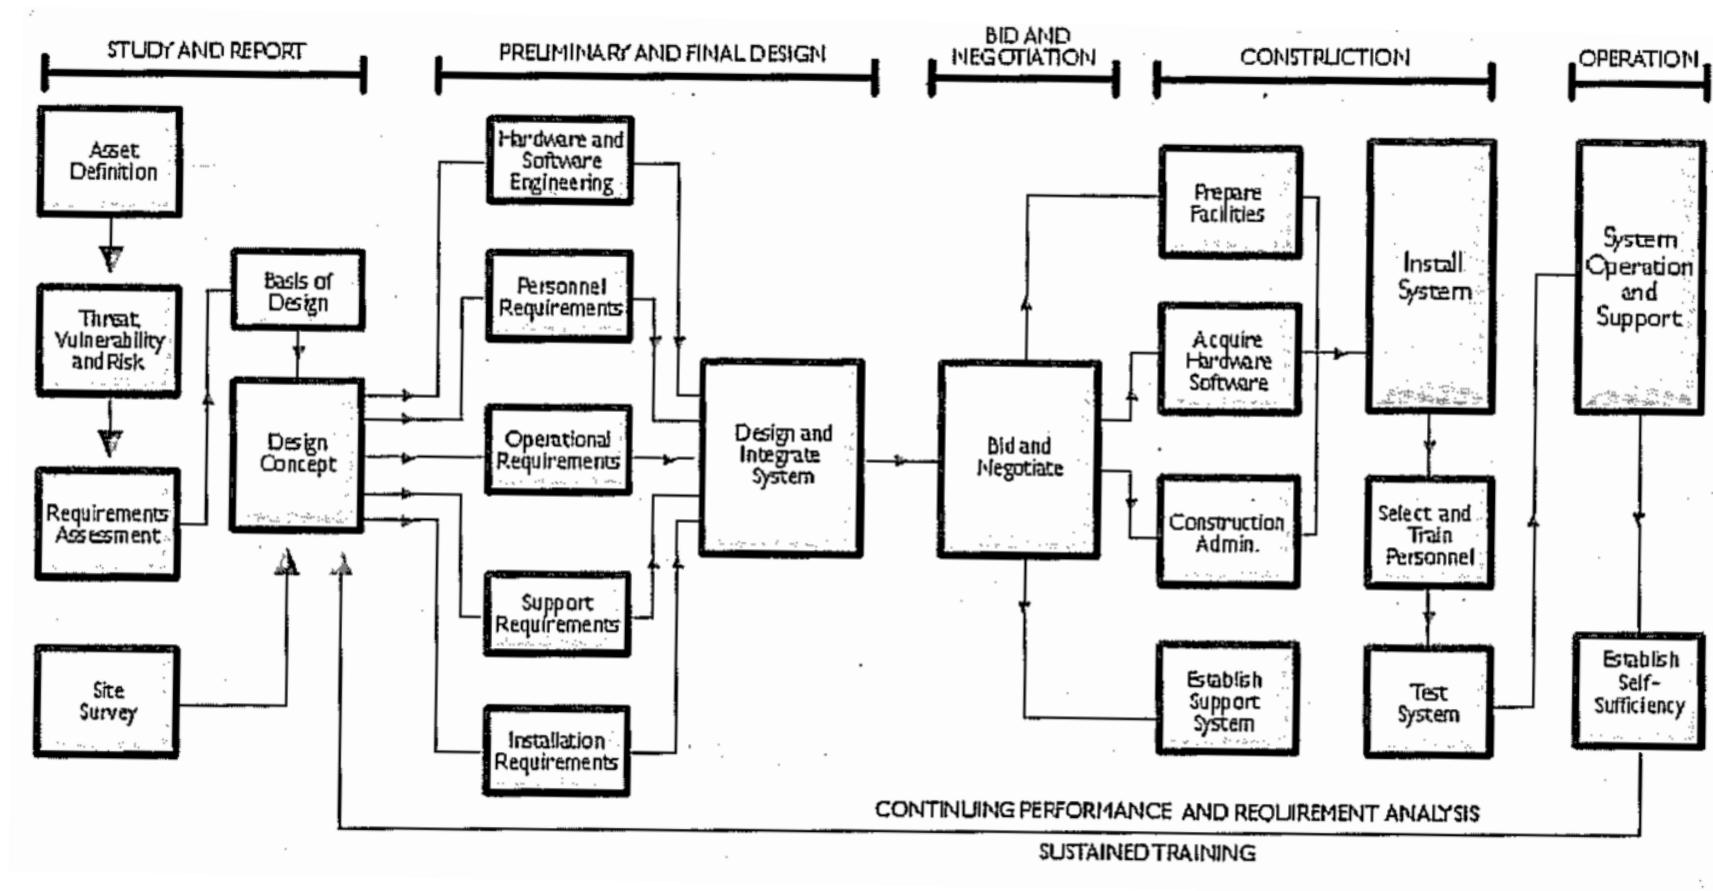 STUDY AND REPORT
PRELIMINARY AND FINAL DESIGN
BID AND
NEGOTIATION
CONSTRUCTION
OPERATION
Asset
Definition
Threat,
Vulnerability
and Risk
Requirements
Assessment
Site
Survey
Basis of
Design
Design
Concept
Hardware and
Software
Engineering
Personnel
Requirements
Operational
Requirements
Support
Requirements
Installation
Requirements
Design and
Integrate
System
Bid and
Negotiate
Prepare
Facilities
Acquire
Hardware
Software
Construction
Admin.
Establish
Support
System
Install
System
Select and
Train
Personnel
Test
System
System
Operation
and
Support
Establish
Self-
Sufficiency
CONTINUING PERFORMANCE AND REQUIREMENT ANALYSIS
SUSTAINED TRAINING